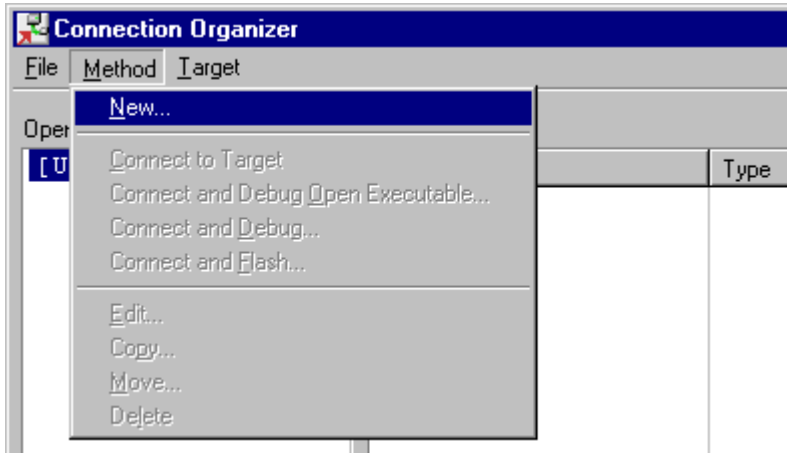 Connection Organizer
File Method Target
New...
Oper
[U
Type
Connect to Target
Connect and Debug Open Executable...
Connect and Debug...
Connect and Flash...
Edit...
Copy...
Move...
Delete